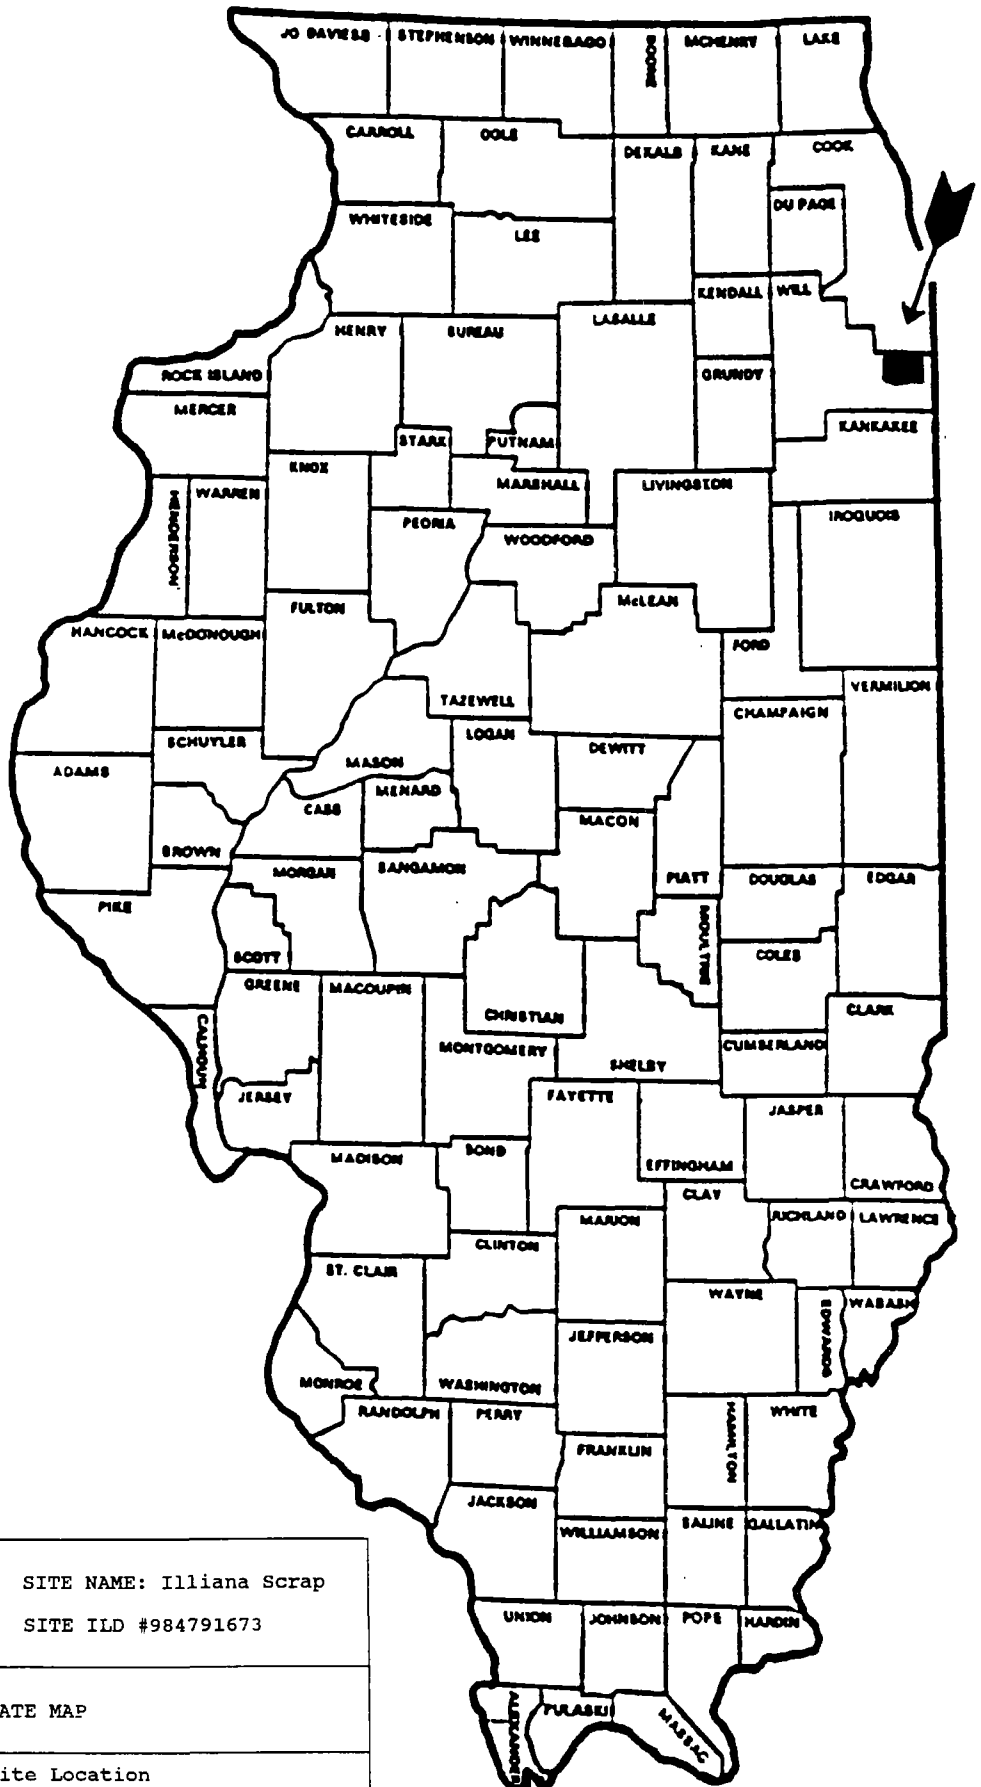 JO DAVIESS
STEPHENSON
WINNEBAGO
BOONE
MCHENRY
LAKE
CARROLL
OGLE
DEKALB
KANE
COOK
DU PAGE
WHITESIDE
LEE
KENDALL
WILL
HENRY
BUREAU
LASALLE
ROCK ISLAND
GRUNDY
MERCER
STARK
PUTNAM
KANKAKEE
KNOX
MARSHALL
LIVINGSTON
HENDERSON
WARREN
PEORIA
WOODFORD
IROQUOIS
FULTON
McLEAN
HANCOCK
McDONOUGH
FORD
TAZEWELL
VERMILION
CHAMPAIGN
SCHUYLER
LOGAN
DEWITT
ADAMS
MASON
MENARD
CASS
MACON
BROWN
MORGAN
SANGAMON
PIATT
DOUGLAS
EDGAR
PIKE
MOULTRIE
SCOTT
COLES
GREENE
MACOUPIN
CHRISTIAN
CLARK
CALHOUN
MONTGOMERY
CUMBERLAND
SHELBY
JERSEY
FAYETTE
JASPER
MADISON
BOND
EFFINGHAM
CLAY
CRAWFORD
MARION
RICHLAND
LAWRENCE
CLINTON
ST. CLAIR
WAYNE
EDWARDS
WABASH
JEFFERSON
MONROE
WASHINGTON
RANDOLPH
PERRY
HAMILTON
WHITE
FRANKLIN
JACKSON
WILLIAMSON
SALINE
GALLATIN
UNION
JOHNSON
POPE
HARDIN
ALEXANDER
PULASKI
MASSAC
SITE NAME: Illiana Scrap
SITE ILD #984791673
ATE MAP
ite Location